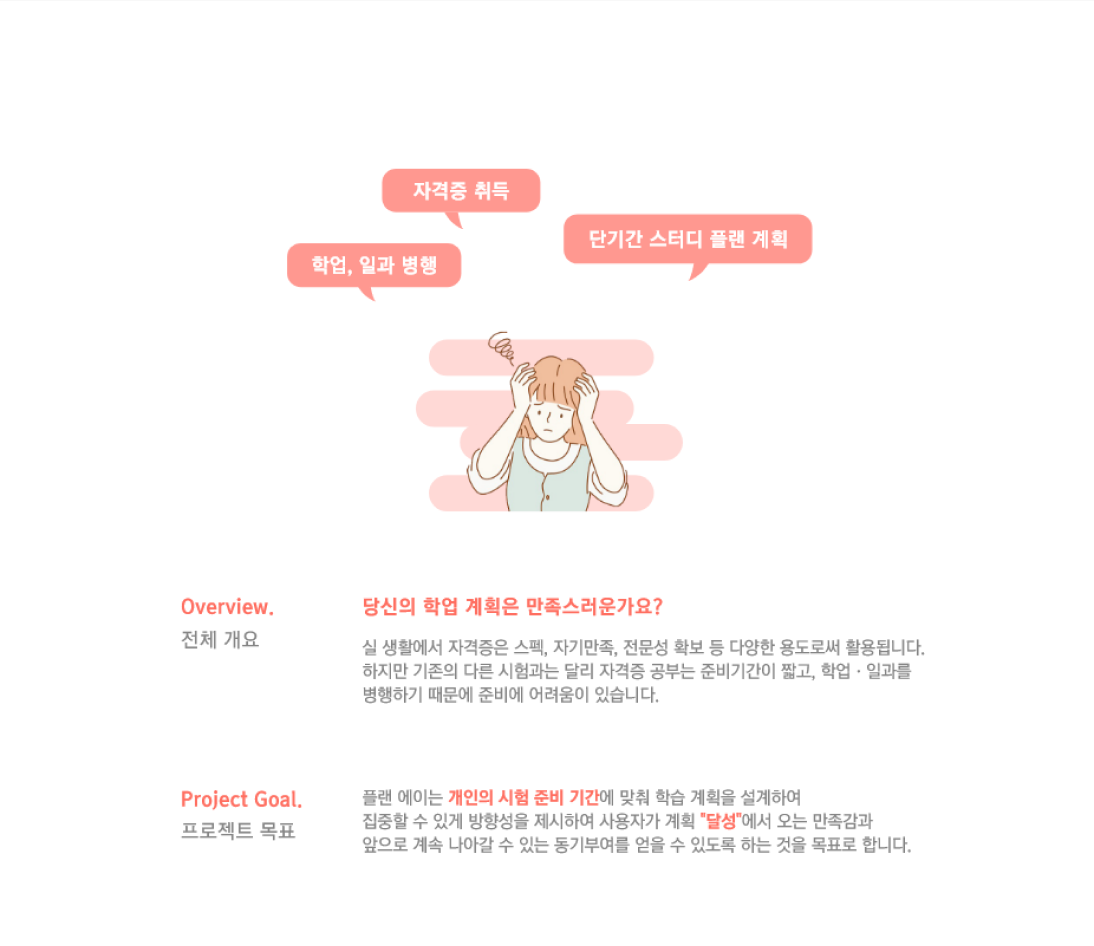 자격증 취득
단기간 스터디 플랜 계획
학업, 일과 병행
Overview.
전체 개요
당신의 학업 계획은 만족스러운가요?
실 생활에서 자격증은 스펙, 자기만족, 전문성 확보 등 다양한 용도로써 활용됩니다.
하지만 기존의 다른 시험과는 달리 자격증 공부는 준비기간이 짧고, 학업 · 일과를
병행하기 때문에 준비에 어려움이 있습니다.
Project Goal.
프로젝트 목표
플랜 에이는 개인의 시험 준비 기간에 맞춰 학습 계획을 설계하여
집중할 수 있게 방향성을 제시하여 사용자가 계획 "달성"에서 오는 만족감과
앞으로 계속 나아갈 수 있는 동기부여를 얻을 수 있도록 하는 것을 목표로 합니다.